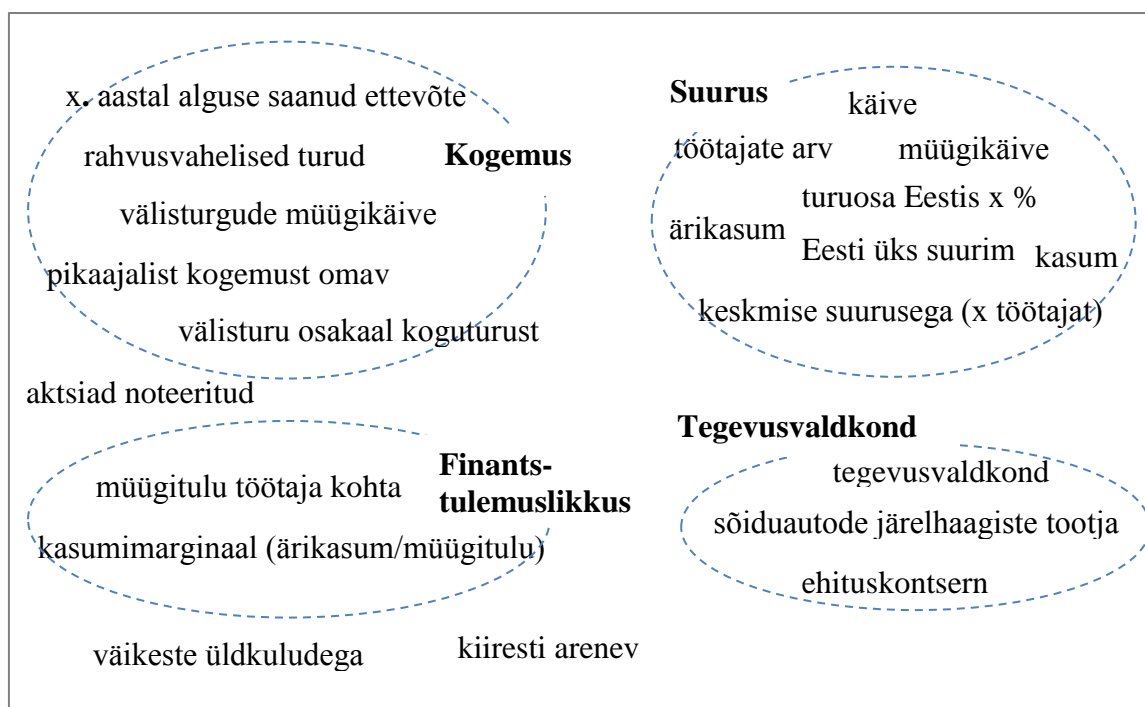 x. aastal alguse saanud ettevõte
rahvusvahelised turud
Kogemus
välisturgude müügikäive
pikaajalist kogemust omav
välisturu osakaal koguturust
aktsiad noteeritud
Suurus
käive
töötajate arv
müügikäive
turuosa Eestis x %
ärikasum
Eesti üks suurim
kasum
keskmise suurusega (x töötajat)
Finants-
tulemuslikkus
müügitulu töötaja kohta
kasumimarginaal (ärikasum/müügitulu)
Tegevusvaldkond
tegevusvaldkond
sõiduautode järelhaagiste tootja
ehituskontsern
väikeste üldkuludega
kiiresti arenev